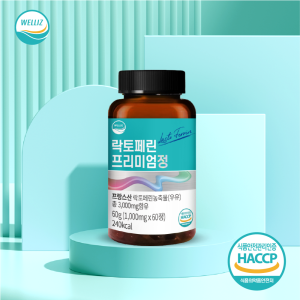 WELLIZ
Lacto Ferrin
락토페린
프리미엄정
프랑스산 락토페린농축물(우유)
총 3,000mg함유
60g (1,000mg x 60정)
240kcal
식품안전관리인증
HACCP
식품의약품안전처